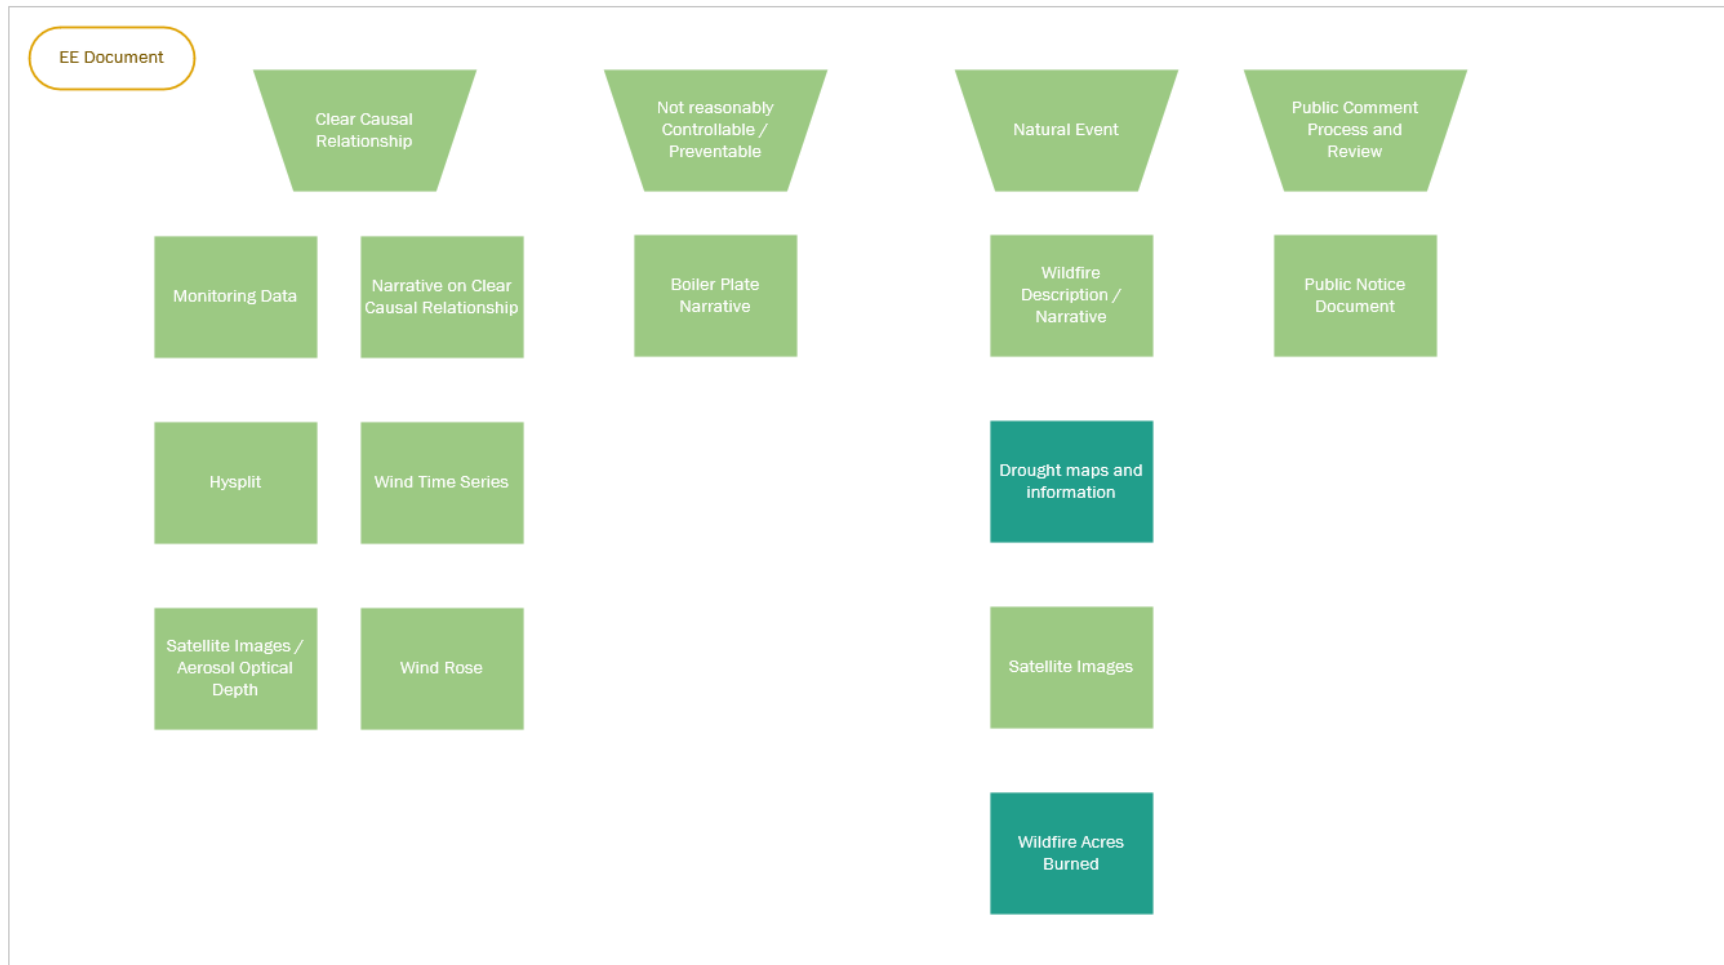 EE Document
Clear Causal
Relationship
Not reasonably
Controllable /
Preventable
Natural Event
Public Comment
Process and
Review
Monitoring Data
Narrative on Clear
Causal Relationship
Boiler Plate
Narrative
Wildfire
Description /
Narrative
Public Notice
Document
Hysplit
Wind Time Series
Drought maps and
information
Satellite Images /
Aerosol Optical
Depth
Wind Rose
Satellite Images
Wildfire Acres
Burned